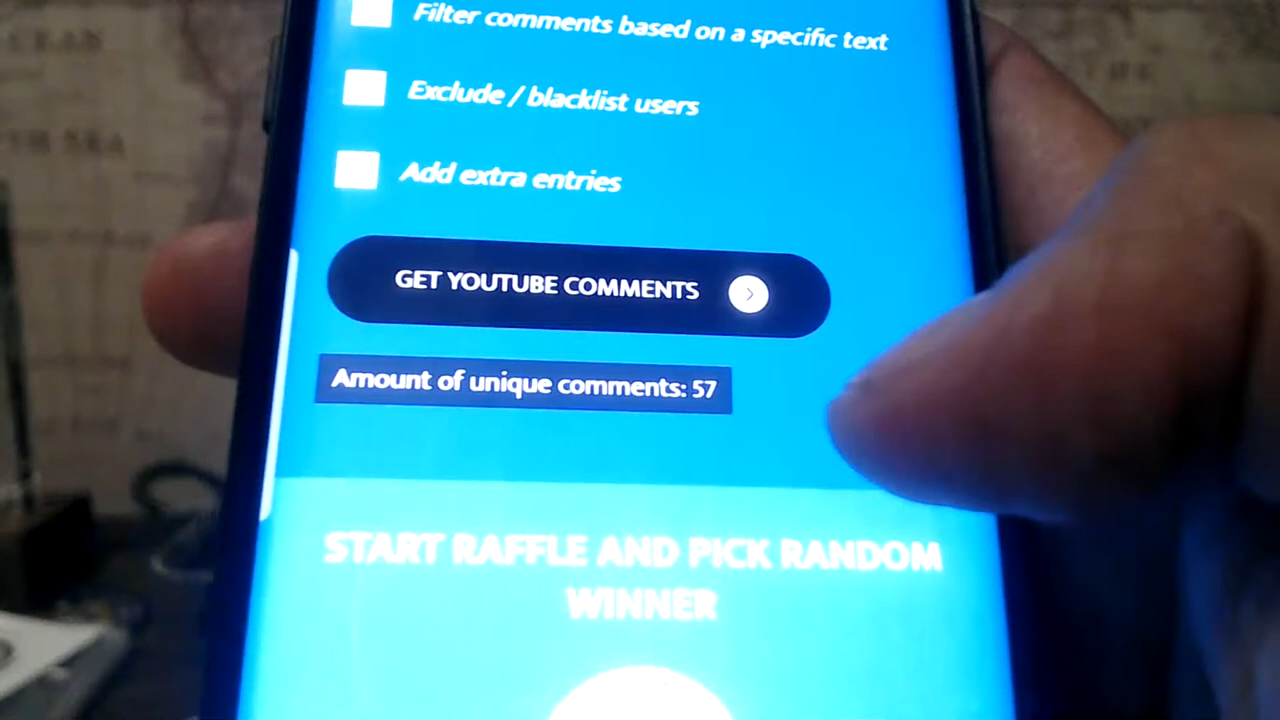 Filter comments based on a specific text
Exclude / blacklist users
Add extra entries
GET YOUTUBE COMMENTS
Amount of unique comments: 57
START RAFFLE AND PICK RANDOM
WINNER